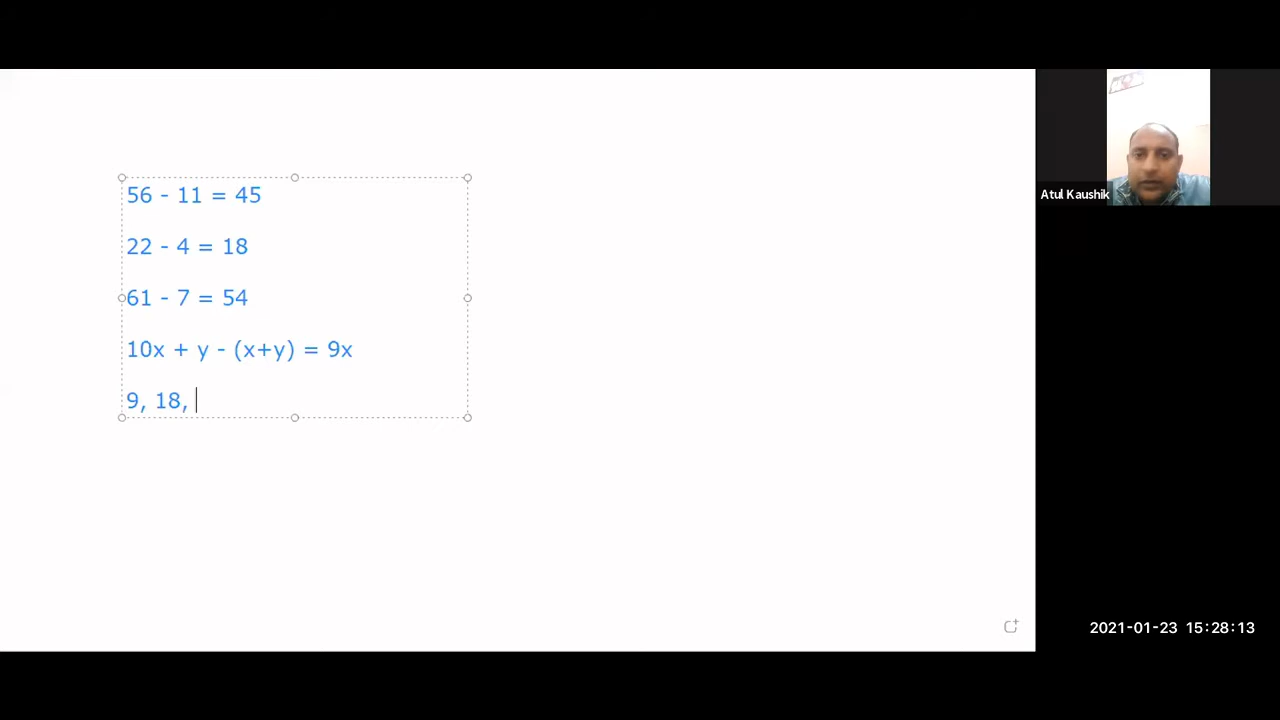 56 - 11 = 45
22 - 4 = 18
61 - 7 = 54
10x + y - (x+y) = 9x
9, 18,
Atul Kaushik
2021-01-23 15:28:13